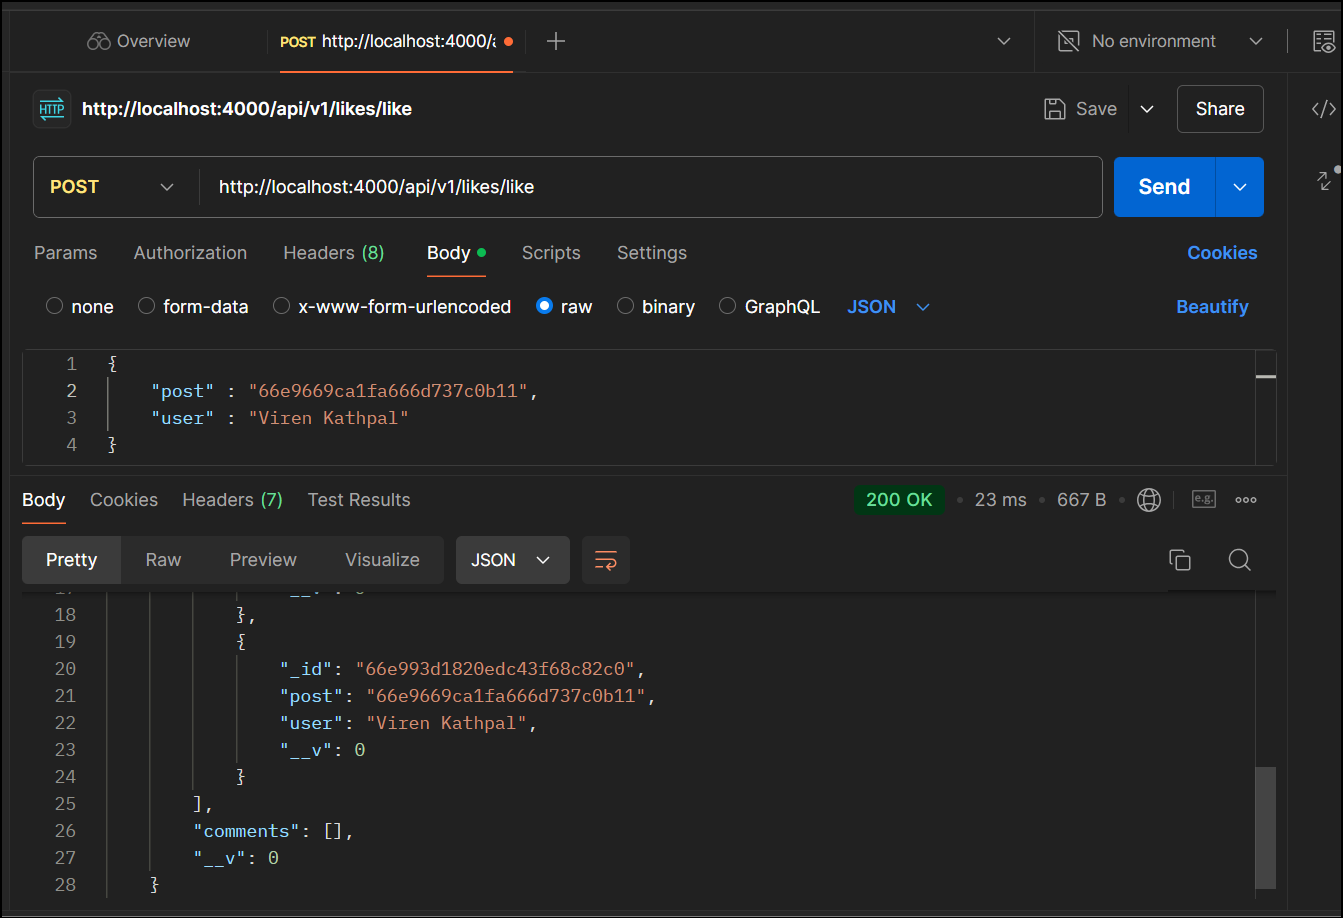 Overview
POST http://localhost:4000/a
No environment
HTTP http://localhost:4000/api/v1/likes/like
Save
Share
POST http://localhost:4000/api/v1/likes/like
Send
Params Authorization Headers (8) Body Scripts Settings Cookies
none form-data x-www-form-urlencoded raw binary GraphQL JSON Beautify
1 {
2 "post" : "66e9669ca1fa666d737c0b11",
3 "user" : "Viren Kathpal"
4 }
Body Cookies Headers (7) Test Results 200 OK 23 ms 667 B e.g.
Pretty Raw Preview Visualize JSON
18 },
19 {
20 "_id": "66e993d1820edc43f68c82c0",
21 "post": "66e9669ca1fa666d737c0b11",
22 "user": "Viren Kathpal",
23 "__v": 0
24 }
25 ],
26 "comments": [],
27 "__v": 0
28 }